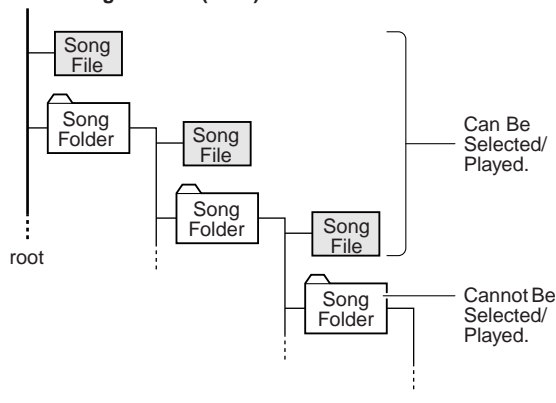 Song
File
Song
Folder
Song
File
Can Be
Selected/
Played.
Song
Folder
Song
File
root
Song
Folder
Cannot Be
Selected/
Played.